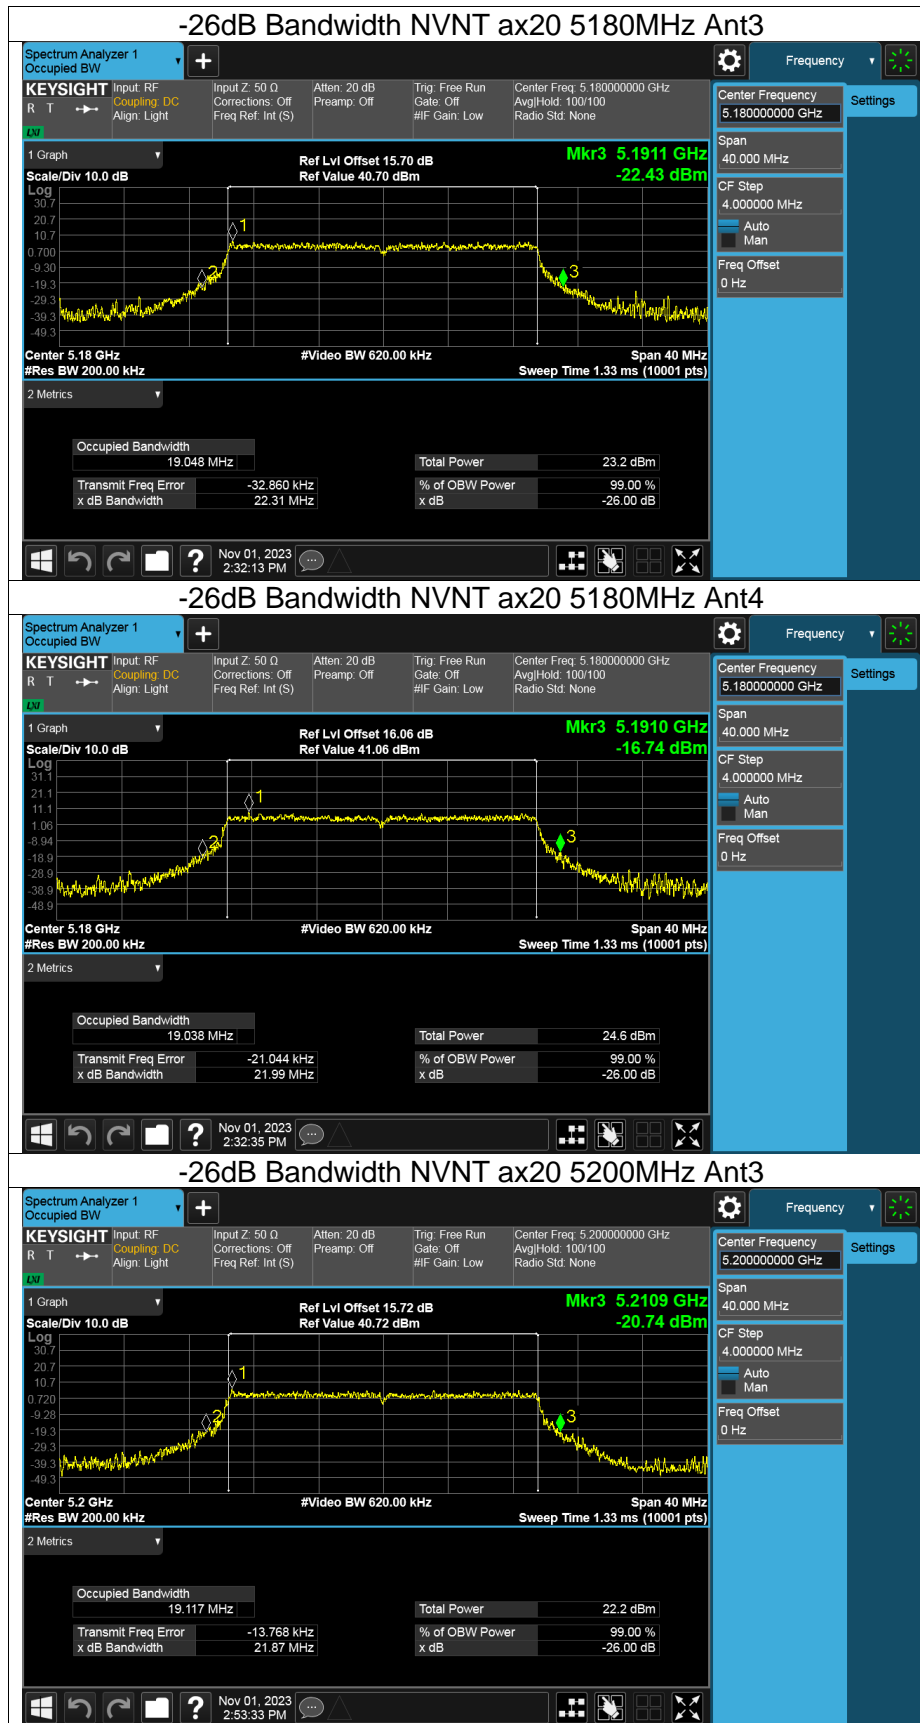 -26dB Bandwidth NVNT ax20 5180MHz Ant3
Spectrum Analyzer 1
Occupied BW
Frequency
KEYSIGHT Input: RF Input Z: 50 Ω Atten: 20 dB Trig: Free Run Center Freq: 5.180000000 GHz
R T Coupling: DC Corrections: Off Preamp: Off Gate: Off Avg|Hold: 100/100
Align: Light Freq Ref: Int (S) #IF Gain: Low Radio Std: None
LXI
Center Frequency
5.180000000 GHz
Settings
Span
40.000 MHz
CF Step
4.000000 MHz
Auto
Man
Freq Offset
0 Hz
1 Graph Ref Lvl Offset 15.70 dB Mkr3 5.1911 GHz
Scale/Div 10.0 dB Ref Value 40.70 dBm -22.43 dBm
Log
30.7
20.7
10.7
0.700
-9.30
-19.3
-29.3
-39.3
-49.3
1
2
3
Center 5.18 GHz #Video BW 620.00 kHz Span 40 MHz
#Res BW 200.00 kHz Sweep Time 1.33 ms (10001 pts)
2 Metrics
Occupied Bandwidth
19.048 MHz Total Power 23.2 dBm
Transmit Freq Error -32.860 kHz % of OBW Power 99.00 %
x dB Bandwidth 22.31 MHz x dB -26.00 dB
Nov 01, 2023
2:32:13 PM
-26dB Bandwidth NVNT ax20 5180MHz Ant4
Spectrum Analyzer 1
Occupied BW
Frequency
KEYSIGHT Input: RF Input Z: 50 Ω Atten: 20 dB Trig: Free Run Center Freq: 5.180000000 GHz
R T Coupling: DC Corrections: Off Preamp: Off Gate: Off Avg|Hold: 100/100
Align: Light Freq Ref: Int (S) #IF Gain: Low Radio Std: None
LXI
Center Frequency
5.180000000 GHz
Settings
Span
40.000 MHz
CF Step
4.000000 MHz
Auto
Man
Freq Offset
0 Hz
1 Graph Ref Lvl Offset 16.06 dB Mkr3 5.1910 GHz
Scale/Div 10.0 dB Ref Value 41.06 dBm -16.74 dBm
Log
31.1
21.1
11.1
1.06
-8.94
-18.9
-28.9
-38.9
-48.9
1
2
3
Center 5.18 GHz #Video BW 620.00 kHz Span 40 MHz
#Res BW 200.00 kHz Sweep Time 1.33 ms (10001 pts)
2 Metrics
Occupied Bandwidth
19.038 MHz Total Power 24.6 dBm
Transmit Freq Error -21.044 kHz % of OBW Power 99.00 %
x dB Bandwidth 21.99 MHz x dB -26.00 dB
Nov 01, 2023
2:32:35 PM
-26dB Bandwidth NVNT ax20 5200MHz Ant3
Spectrum Analyzer 1
Occupied BW
Frequency
KEYSIGHT Input: RF Input Z: 50 Ω Atten: 20 dB Trig: Free Run Center Freq: 5.200000000 GHz
R T Coupling: DC Corrections: Off Preamp: Off Gate: Off Avg|Hold: 100/100
Align: Light Freq Ref: Int (S) #IF Gain: Low Radio Std: None
LXI
Center Frequency
5.200000000 GHz
Settings
Span
40.000 MHz
CF Step
4.000000 MHz
Auto
Man
Freq Offset
0 Hz
1 Graph Ref Lvl Offset 15.72 dB Mkr3 5.2109 GHz
Scale/Div 10.0 dB Ref Value 40.72 dBm -20.74 dBm
Log
30.7
20.7
10.7
0.720
-9.28
-19.3
-29.3
-39.3
-49.3
1
2
3
Center 5.2 GHz #Video BW 620.00 kHz Span 40 MHz
#Res BW 200.00 kHz Sweep Time 1.33 ms (10001 pts)
2 Metrics
Occupied Bandwidth
19.117 MHz Total Power 22.2 dBm
Transmit Freq Error -13.768 kHz % of OBW Power 99.00 %
x dB Bandwidth 21.87 MHz x dB -26.00 dB
Nov 01, 2023
2:53:33 PM